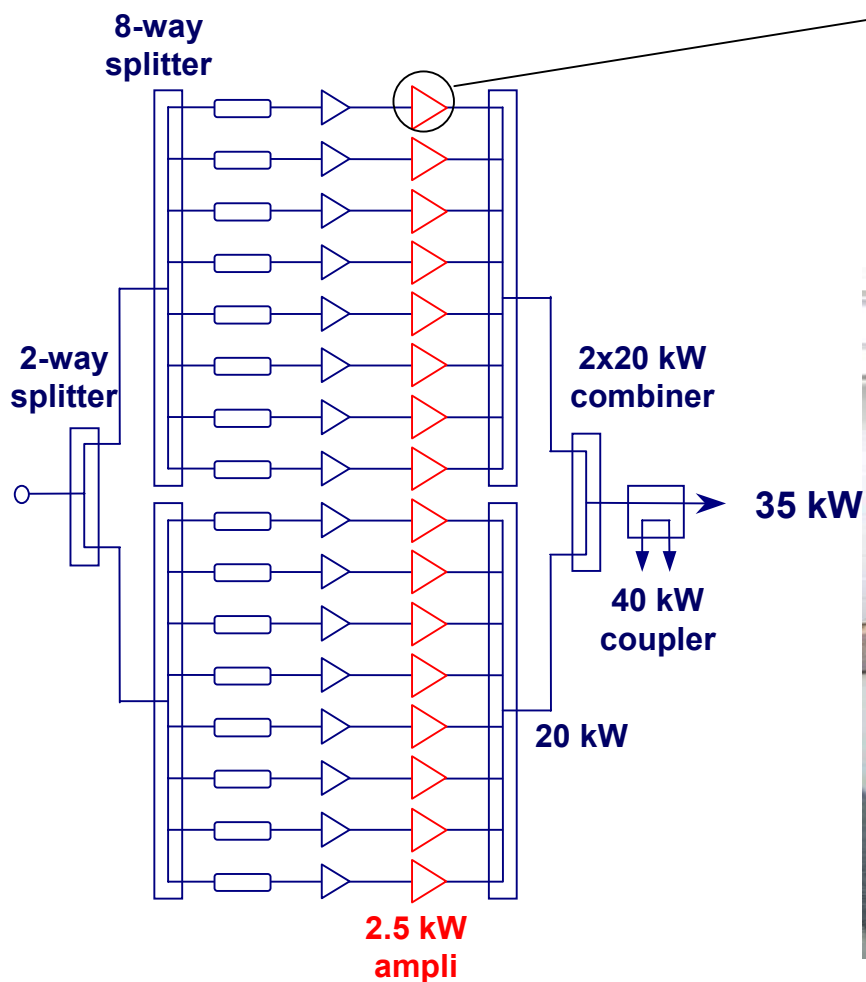 8-way
splitter
2-way
splitter
2x20 kW
combiner
35 kW
40 kW
coupler
20 kW
2.5 kW
ampli